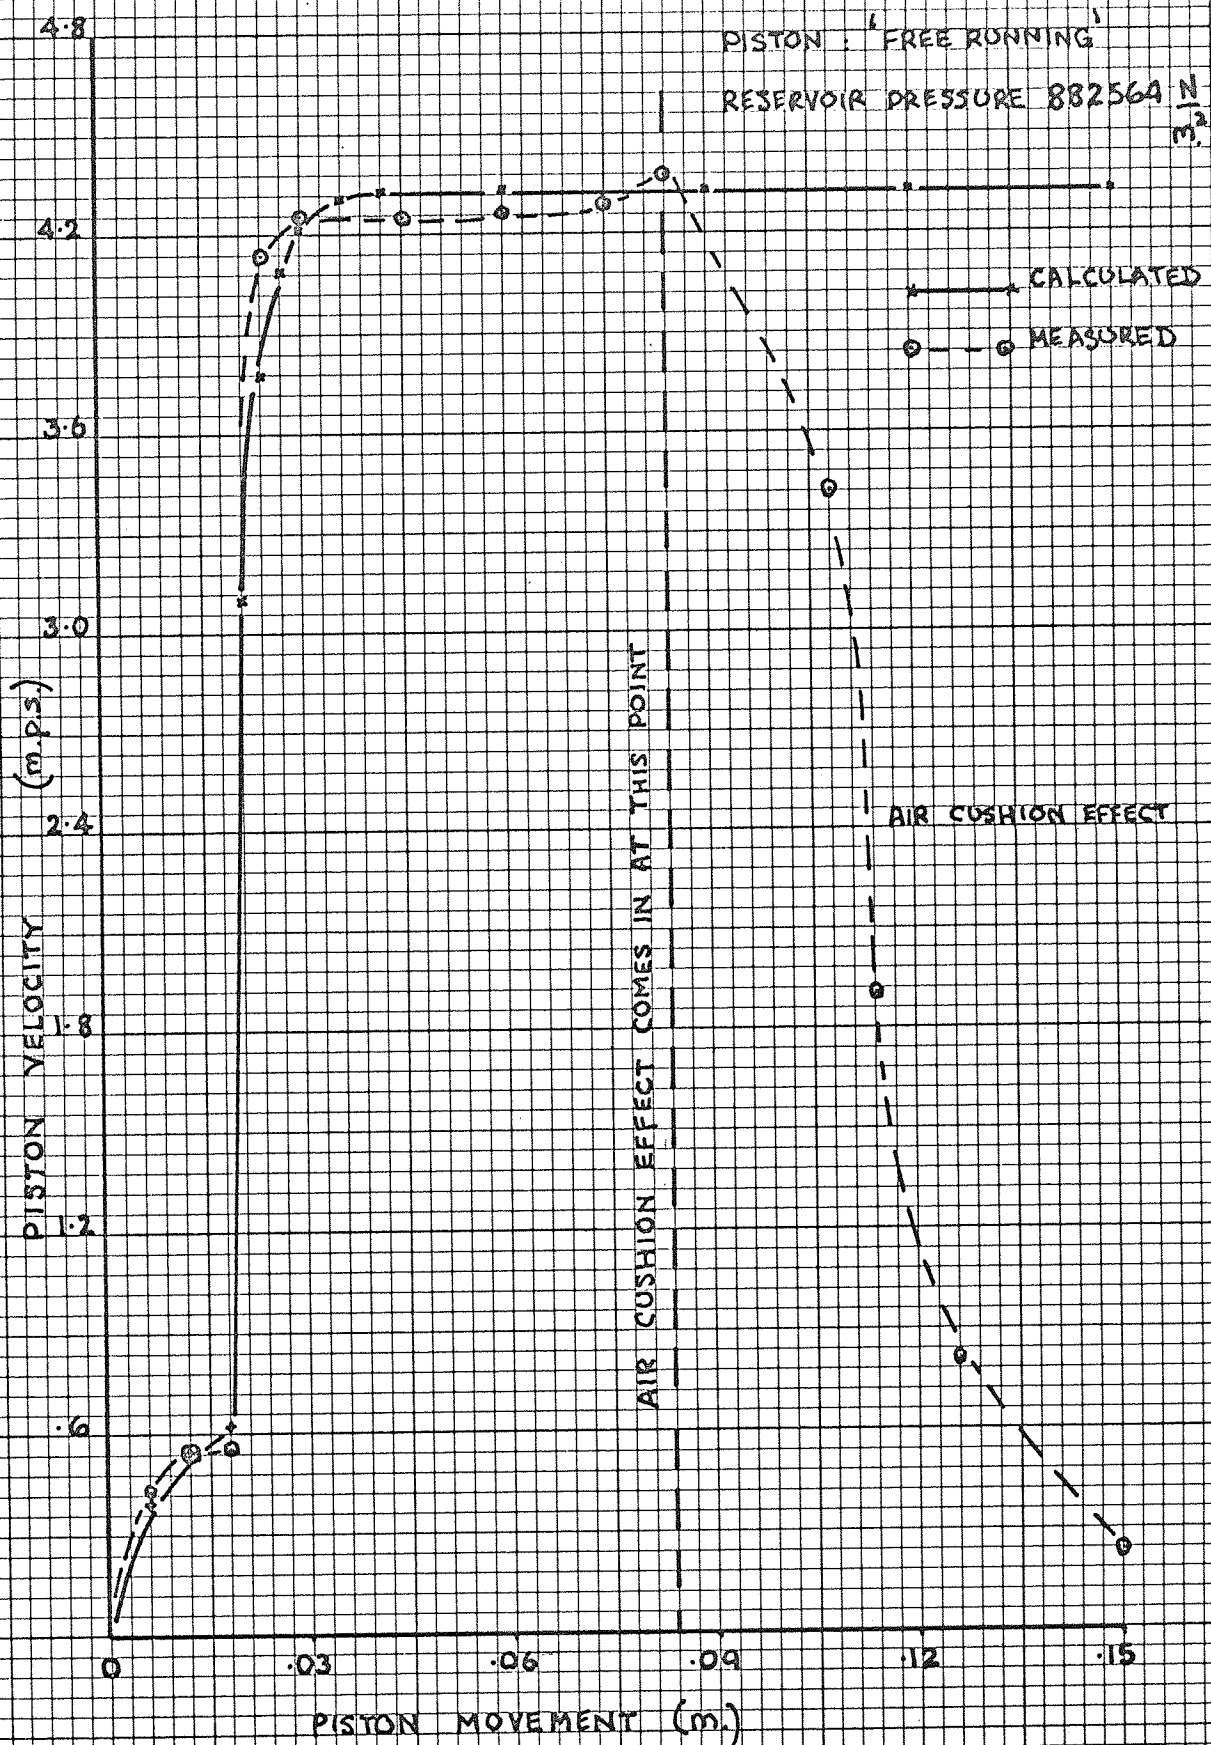 4.8
PISTON : 'FREE RUNNING'
RESERVOIR PRESSURE 882564 N/m².
4.2
CALCULATED
MEASURED
3.6
3.0
2.4
1.8
1.2
.6
PISTON VELOCITY (m.p.s.)
AIR CUSHION EFFECT COMES IN AT THIS POINT
AIR CUSHION EFFECT
0 .03 .06 .09 .12 .15
PISTON MOVEMENT (m.)